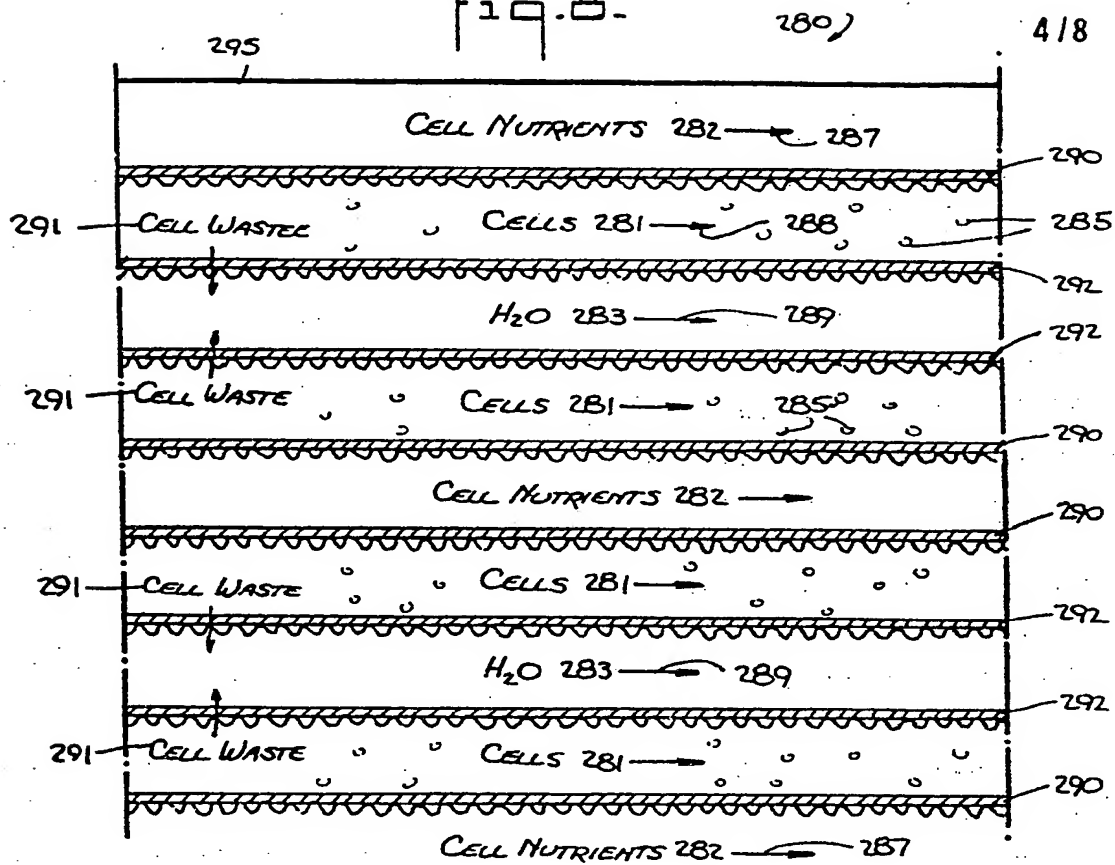 280
4/8
295
CELL NUTRIENTS 282 287
290
291 CELL WASTEE CELLS 281 288 285
292
H2O 283 289
292
291 CELL WASTE CELLS 281 285
290
CELL NUTRIENTS 282
290
291 CELL WASTE CELLS 281
292
H2O 283 289
292
291 CELL WASTE CELLS 281
290
CELL NUTRIENTS 282 287